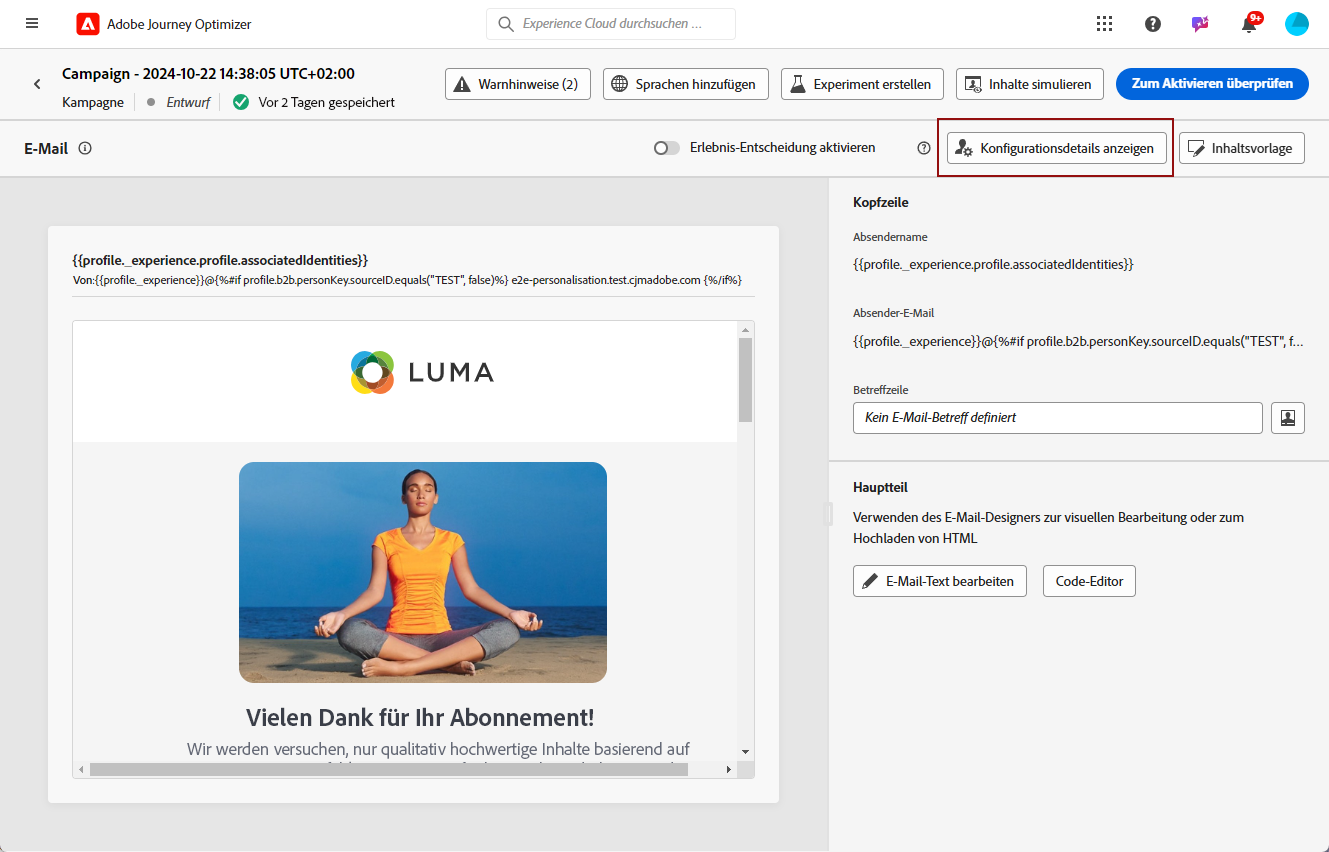 Adobe Journey Optimizer
Experience Cloud durchsuchen ...
9+
Campaign - 2024-10-22 14:38:05 UTC+02:00
Kampagne
Entwurf
Vor 2 Tagen gespeichert
Warnhinweise (2)
Sprachen hinzufügen
Experiment erstellen
Inhalte simulieren
Zum Aktivieren überprüfen
E-Mail
Erlebnis-Entscheidung aktivieren
Konfigurationsdetails anzeigen
Inhaltsvorlage
{{profile._experience.profile.associatedIdentities}}
Von:{{profile._experience}}@{%#if profile.b2b.personKey.sourceID.equals("TEST", false)%} e2e-personalisation.test.cjmadobe.com {%/if%}
LUMA
Vielen Dank für Ihr Abonnement!
Wir werden versuchen, nur qualitativ hochwertige Inhalte basierend auf
Kopfzeile
Absendername
{{profile._experience.profile.associatedIdentities}}
Absender-E-Mail
{{profile._experience}}@{%#if profile.b2b.personKey.sourceID.equals("TEST", f...
Betreffzeile
Kein E-Mail-Betreff definiert
Hauptteil
Verwenden des E-Mail-Designers zur visuellen Bearbeitung oder zum
Hochladen von HTML
E-Mail-Text bearbeiten
Code-Editor